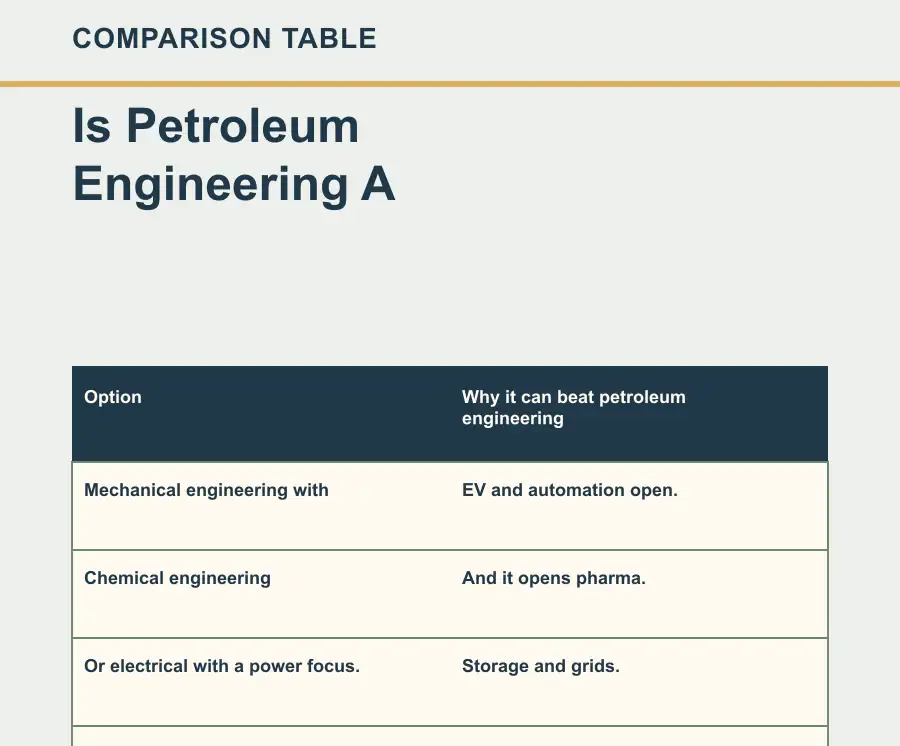 COMPARISON TABLE
Is Petroleum
Engineering A
Option
Why it can beat petroleum
engineering
Mechanical engineering with
EV and automation open.
Chemical engineering
And it opens pharma.
Or electrical with a power focus.
Storage and grids.